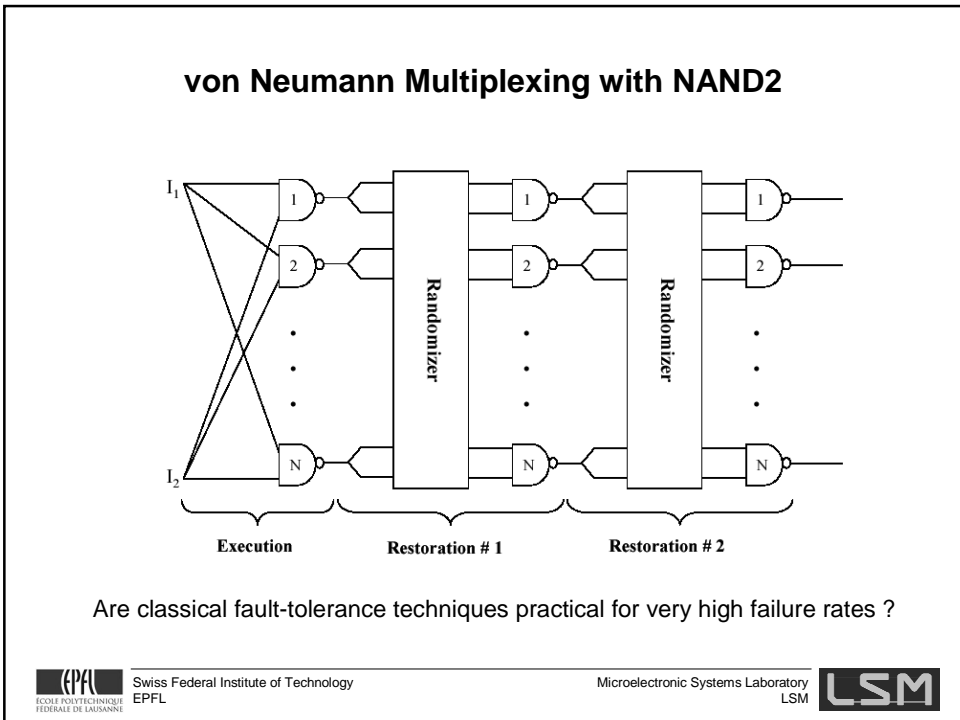 von Neumann Multiplexing with NAND2
I1
I2
1
2
N
Randomizer
1
2
N
Randomizer
1
2
N
Execution
Restoration # 1
Restoration # 2
Are classical fault-tolerance techniques practical for very high failure rates ?
EPFL
ÉCOLE POLYTECHNIQUE
FÉDÉRALE DE LAUSANNE
Swiss Federal Institute of Technology
EPFL
Microelectronic Systems Laboratory
LSM
LSM